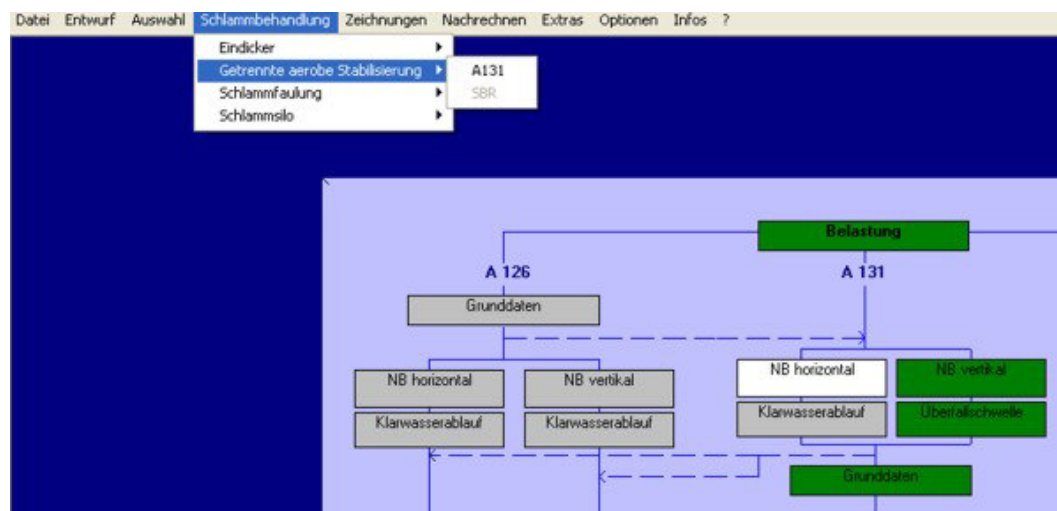 Datei Entwurf Auswahl Schlammbehandlung Zeichnungen Nachrechnen Extras Optionen Infos ?
Eindicker
Getrennte aerobe Stabilisierung
A131
Schlammfaulung
SBR
Schlammsilo
Belastung
A 126
A 131
Grunddaten
NB horizontal
NB vertikal
NB horizontal
NB vertikal
Klarwasserablauf
Klarwasserablauf
Klarwasserablauf
Überfallschwelle
Grunddaten